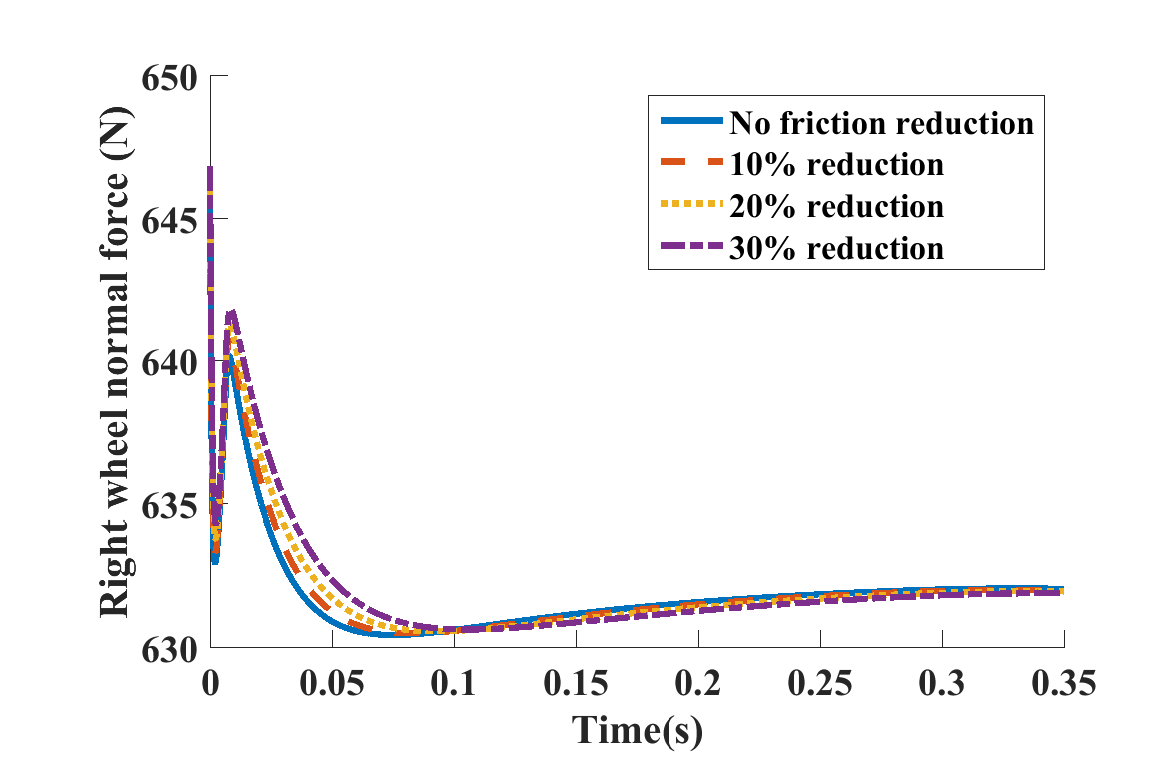 Right wheel normal force (N)
650
645
640
635
630
0
0.05
0.1
0.15
0.2
0.25
0.3
0.35
Time(s)
No friction reduction
10% reduction
20% reduction
30% reduction